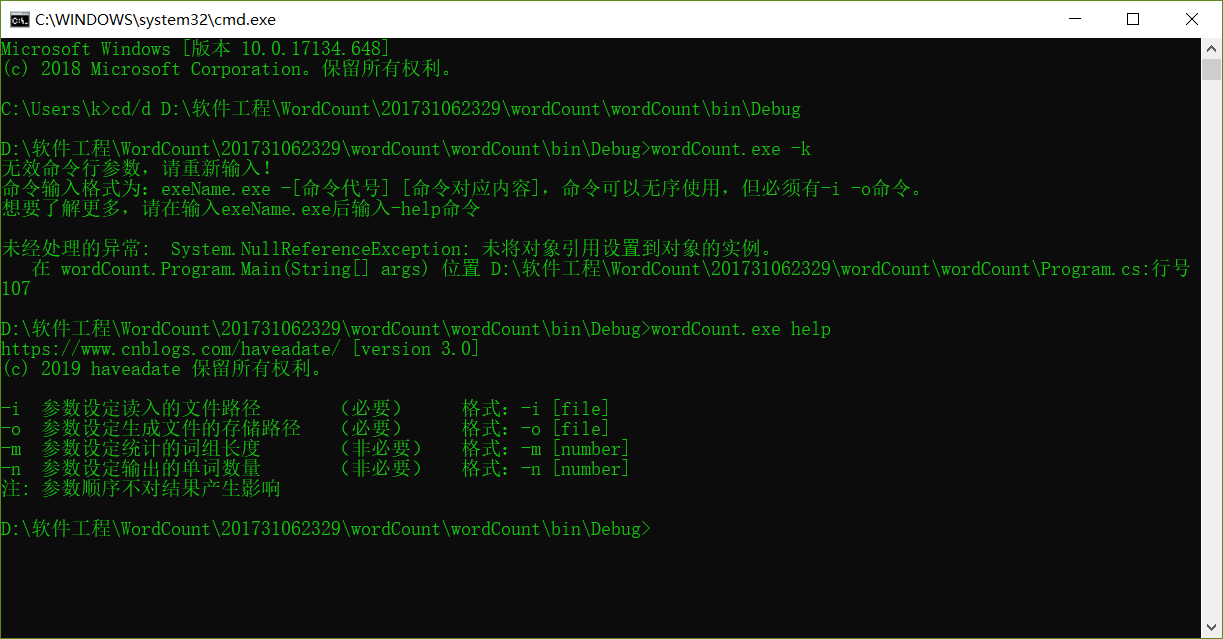 C:\WINDOWS\system32\cmd.exe
Microsoft Windows [版本 10.0.17134.648]
(c) 2018 Microsoft Corporation。保留所有权利。
C:\Users\k>cd/d D:\软件工程\WordCount\201731062329\wordCount\wordCount\bin\Debug
D:\软件工程\WordCount\201731062329\wordCount\wordCount\bin\Debug>wordCount.exe -k
无效命令行参数，请重新输入！
命令输入格式为：exeName.exe -[命令代号] [命令对应内容]，命令可以无序使用，但必须有-i -o命令。
想要了解更多，请在输入exeName.exe后输入-help命令
未经处理的异常:  System.NullReferenceException: 未将对象引用设置到对象的实例。
   在 wordCount.Program.Main(String[] args) 位置 D:\软件工程\WordCount\201731062329\wordCount\wordCount\Program.cs:行号
107
D:\软件工程\WordCount\201731062329\wordCount\wordCount\bin\Debug>wordCount.exe help
https://www.cnblogs.com/haveadate/ [version 3.0]
(c) 2019 haveadate 保留所有权利。
-i  参数设定读入的文件路径        （必要）      格式：-i [file]
-o  参数设定生成文件的存储路径    （必要）      格式：-o [file]
-m  参数设定统计的词组长度        （非必要）    格式：-m [number]
-n  参数设定输出的单词数量        （非必要）    格式：-n [number]
注: 参数顺序不对结果产生影响
D:\软件工程\WordCount\201731062329\wordCount\wordCount\bin\Debug>